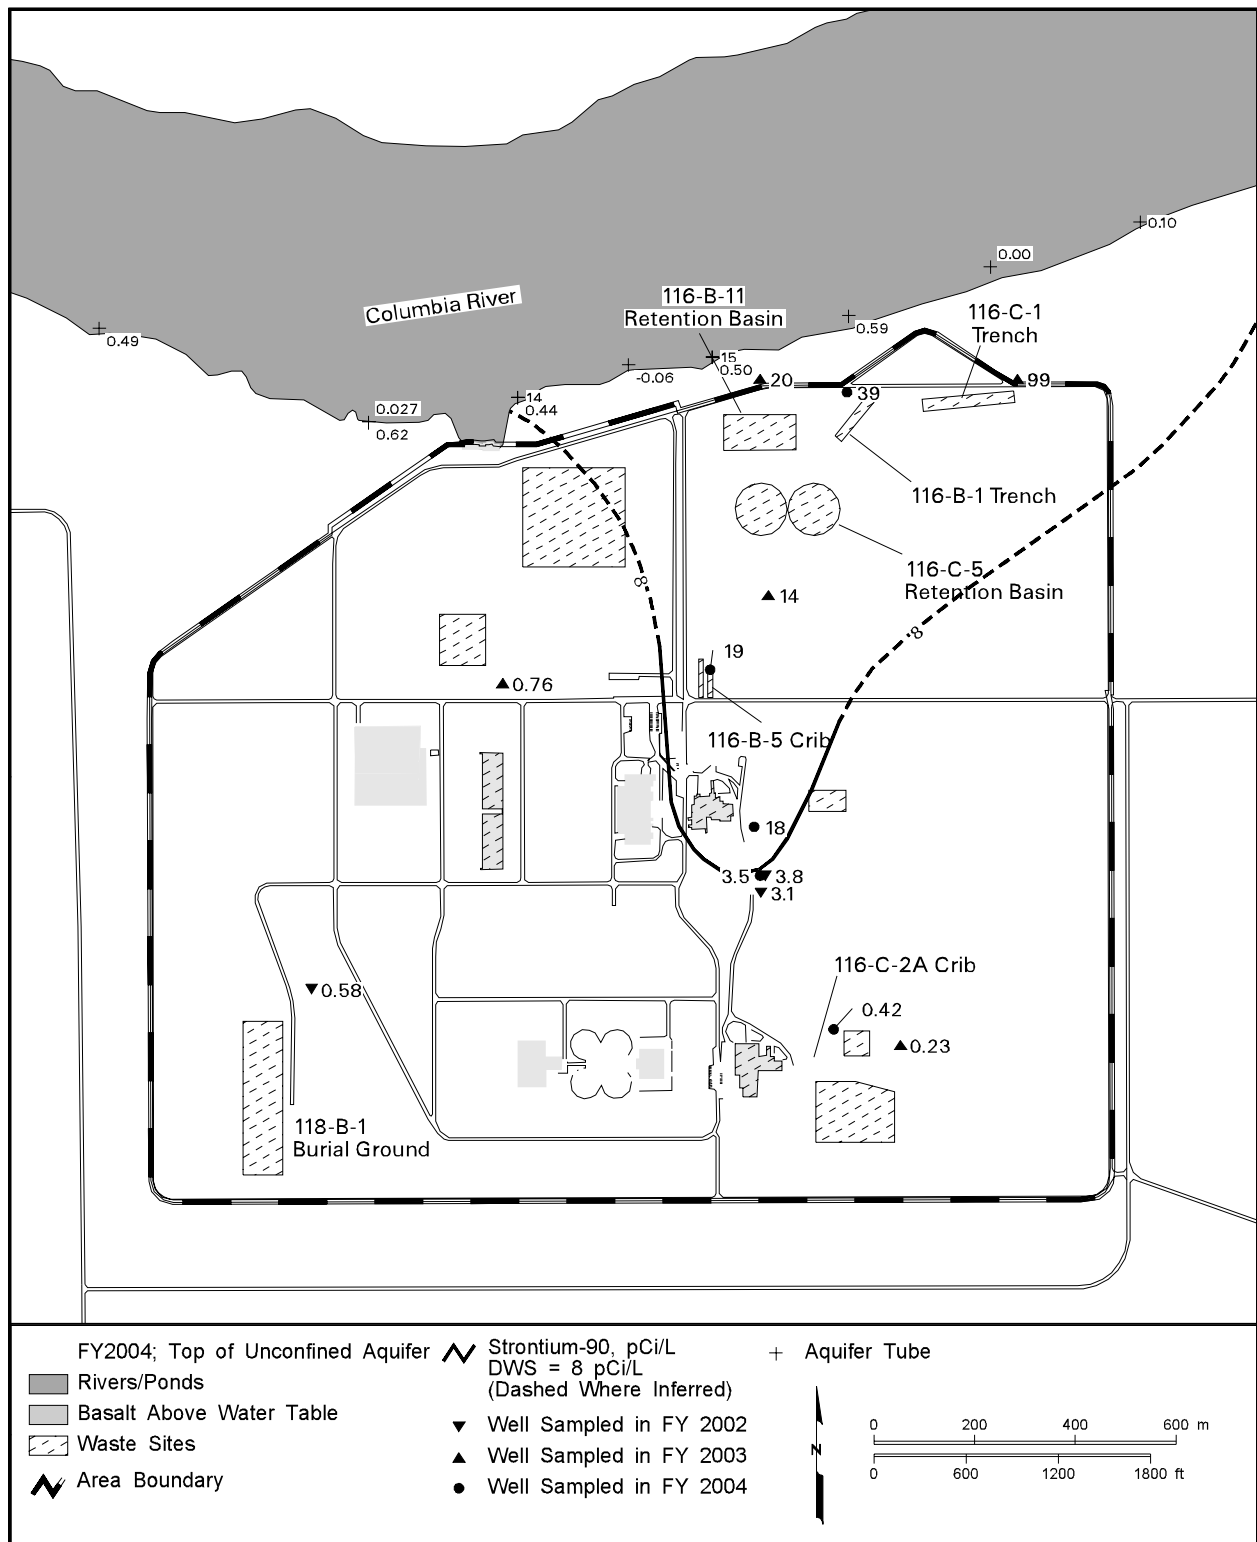 0.10
0.00
Columbia River
116-B-11
Retention Basin
116-C-1
Trench
0.59
0.49
15
0.50
-0.06
20
99
39
14
0.44
0.027
0.62
116-B-1 Trench
116-C-5
Retention Basin
8
14
8
19
0.76
116-B-5 Crib
18
3.5
3.8
3.1
116-C-2A Crib
0.58
0.42
0.23
118-B-1
Burial Ground
FY2004; Top of Unconfined Aquifer
Rivers/Ponds
Basalt Above Water Table
Waste Sites
Area Boundary
Strontium-90, pCi/L
DWS = 8 pCi/L
(Dashed Where Inferred)
Well Sampled in FY 2002
Well Sampled in FY 2003
Well Sampled in FY 2004
Aquifer Tube
N
0 200 400 600 m
0 600 1200 1800 ft